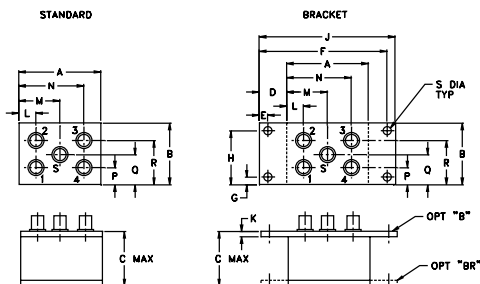 STANDARD
BRACKET
J
F
A
A
N
N
M
D
M
S DIA
TYP
L
E
L
2
3
2
3
S
S
1
4
1
4
B
R
Q
P
H
G
B
R
Q
P
K
OPT "B"
C MAX
C MAX
OPT "BR"